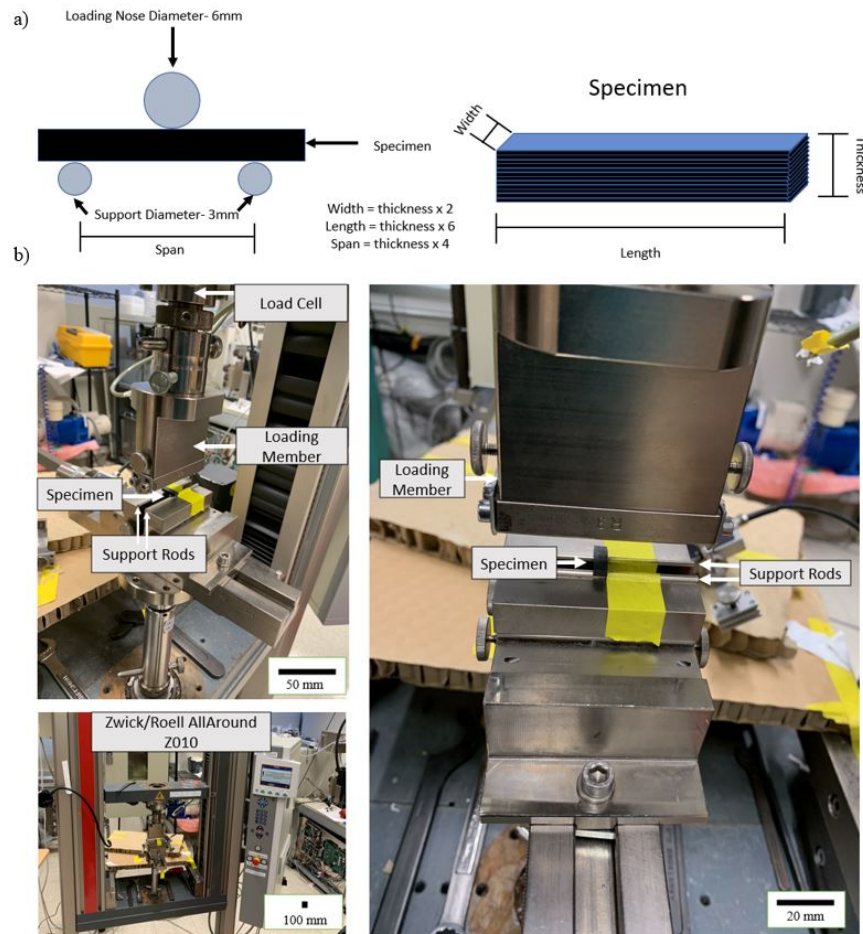 a)
Loading Nose Diameter- 6mm
Specimen
Support Diameter- 3mm
Span
Width = thickness x 2
Length = thickness x 6
Span = thickness x 4
Specimen
Width
Thickness
Length
b)
Load Cell
Loading
Member
Specimen
Support Rods
50 mm
Zwick/Roell AllAround
Z010
100 mm
Loading
Member
Specimen
Support Rods
20 mm